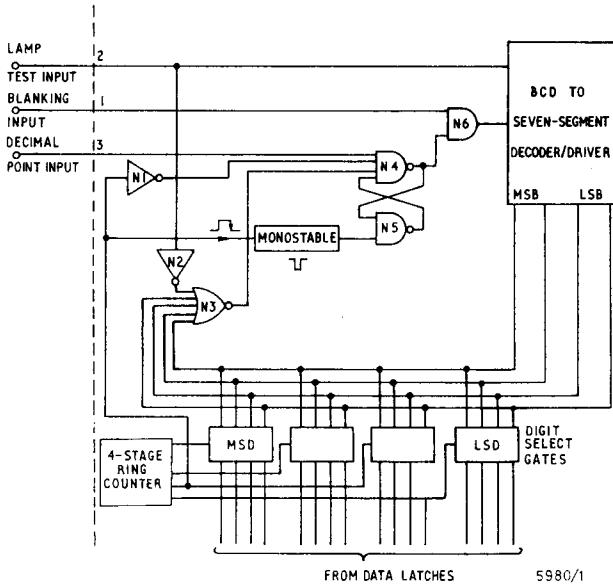 LAMP
2
TEST INPUT
BLANKING
1
INPUT
DECIMAL
3
POINT INPUT
BCD TO
SEVEN-SEGMENT
DECODER/DRIVER
MSB
LSB
N6
N4
N1
N5
MONOSTABLE
N2
N3
4-STAGE
RING
COUNTER
MSD
LSD
DIGIT
SELECT
GATES
FROM DATA LATCHES
5980/1